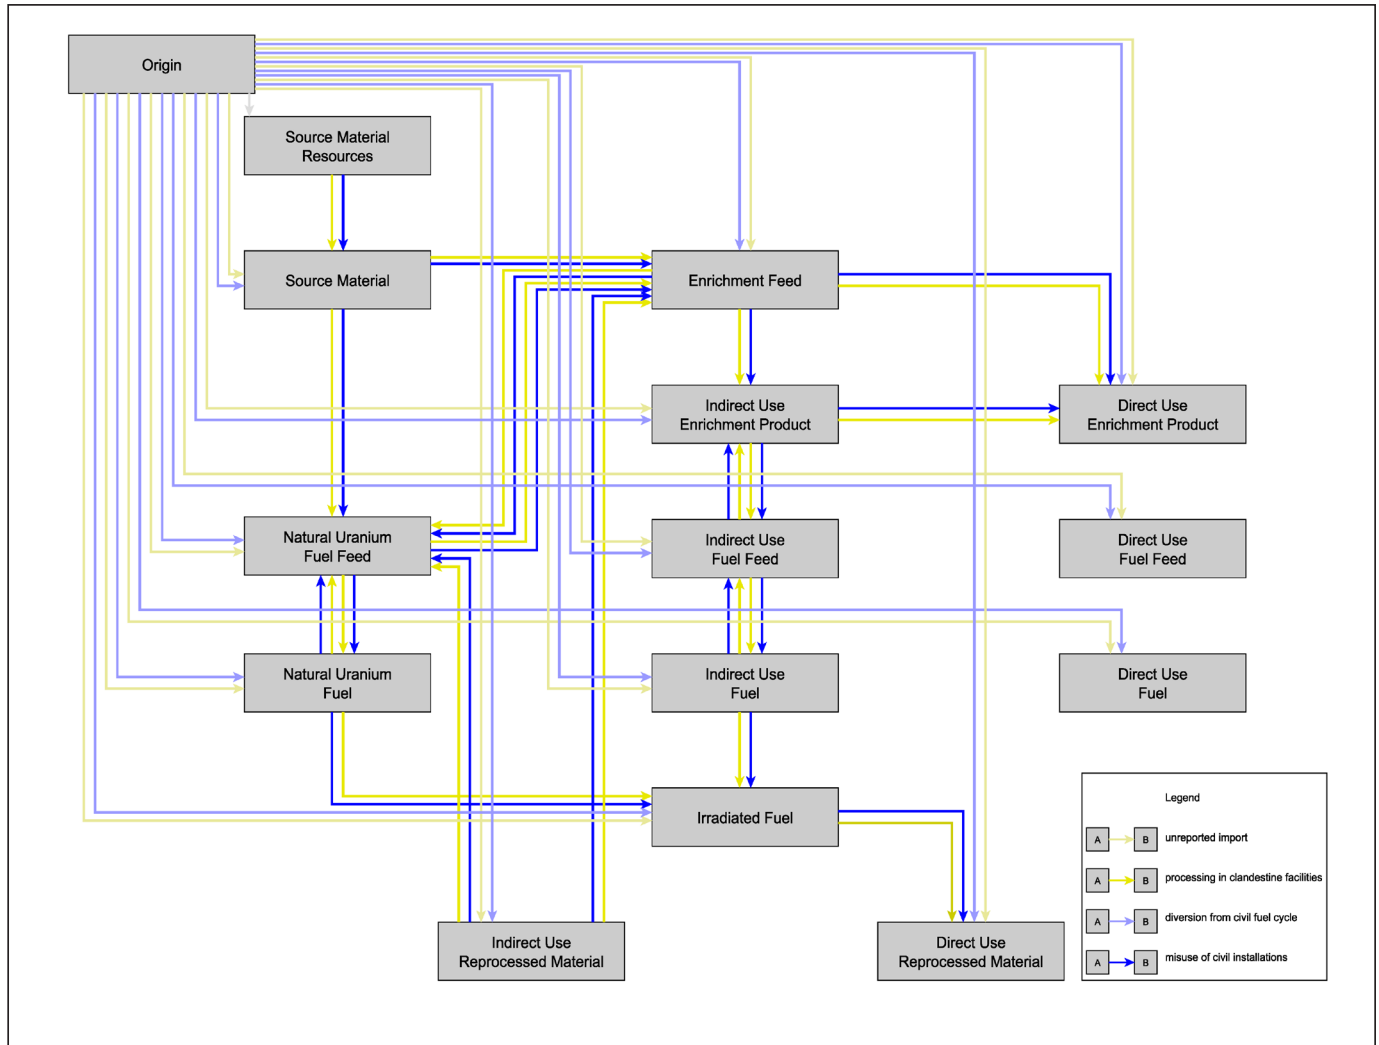 Origin
Source Material
Resources
Source Material
Enrichment Feed
Indirect Use
Enrichment Product
Direct Use
Enrichment Product
Natural Uranium
Fuel Feed
Indirect Use
Fuel Feed
Direct Use
Fuel Feed
Natural Uranium
Fuel
Indirect Use
Fuel
Direct Use
Fuel
Irradiated Fuel
Indirect Use
Reprocessed Material
Direct Use
Reprocessed Material
Legend
A B unreported import
A B processing in clandestine facilities
A B diversion from civil fuel cycle
A B misuse of civil installations